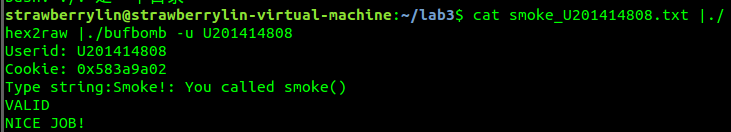 strawberrylin@strawberrylin-virtual-machine:~/lab3$ cat smoke_U201414808.txt |./
hex2raw |./bufbomb -u U201414808
Userid: U201414808
Cookie: 0x583a9a02
Type string:Smoke!: You called smoke()
VALID
NICE JOB!